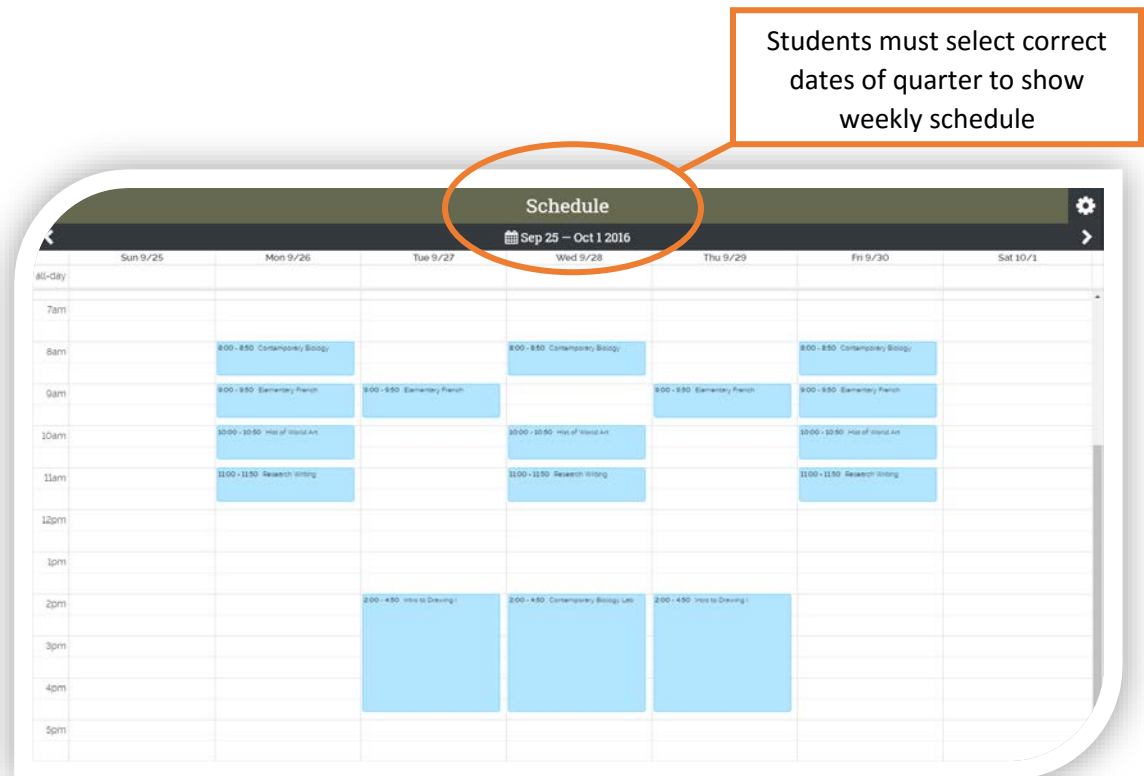 Students must select correct
dates of quarter to show
weekly schedule
Schedule
Sep 25 — Oct 1 2016
Sun 9/25 Mon 9/26 Tue 9/27 Wed 9/28 Thu 9/29 Fri 9/30 Sat 10/1
all-day
7am
8am 8:00 - 8:50 Contemporary Biology 8:00 - 8:50 Contemporary Biology 8:00 - 8:50 Contemporary Biology
9am 9:00 - 9:50 Elementary French 9:00 - 9:50 Elementary French 9:00 - 9:50 Elementary French 9:00 - 9:50 Elementary French
10am 10:00 - 10:50 Hist of World Art 10:00 - 10:50 Hist of World Art 10:00 - 10:50 Hist of World Art
11am 11:00 - 11:50 Research Writing 11:00 - 11:50 Research Writing 11:00 - 11:50 Research Writing
12pm
1pm
2pm 2:00 - 4:50 Intro to Drawing I 2:00 - 4:50 Contemporary Biology Lab 2:00 - 4:50 Intro to Drawing I
3pm
4pm
5pm